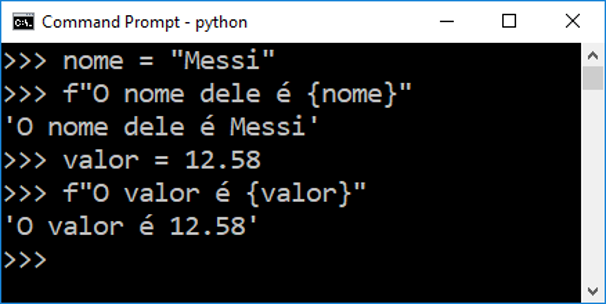 Command Prompt - python
>>> nome = "Messi"
>>> f"O nome dele é {nome}"
'O nome dele é Messi'
>>> valor = 12.58
>>> f"O valor é {valor}"
'O valor é 12.58'
>>>